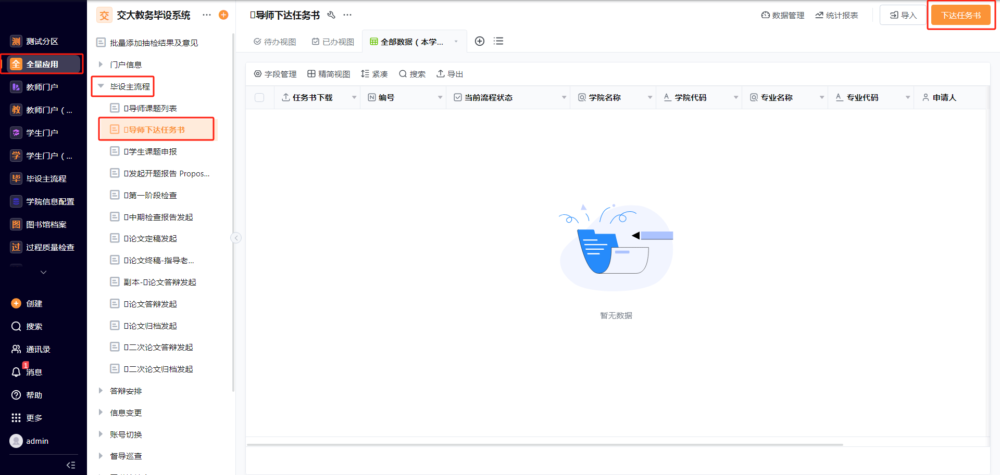 测 测试分区
全 全量应用
教师门户
教 教师门户（...
学生门户
学 学生门户（...
毕 毕设主流程
学院信息配置
图 图书馆档案
过 过程质量检查
创建
搜索
通讯录
1
消息
帮助
更多
admin
交 交大教务毕设系统
批量添加抽检结果及意见
门户信息
毕设主流程
导师课题列表
导师下达任务书
学生课题申报
发起开题报告 Propos...
第一阶段检查
中期检查报告发起
论文定稿发起
论文终稿-指导老...
副本-论文答辩发起
论文答辩发起
论文归档发起
二次论文答辩发起
二次论文归档发起
答辩安排
信息变更
账号切换
督导巡查
导师下达任务书
数据管理 统计报表 导入 下达任务书
待办视图 已办视图 全部数据（本学...
字段管理 精简视图 紧凑 搜索 导出
任务书下载 编号 当前流程状态 学院名称 学院代码 专业名称 专业代码 申请人
暂无数据